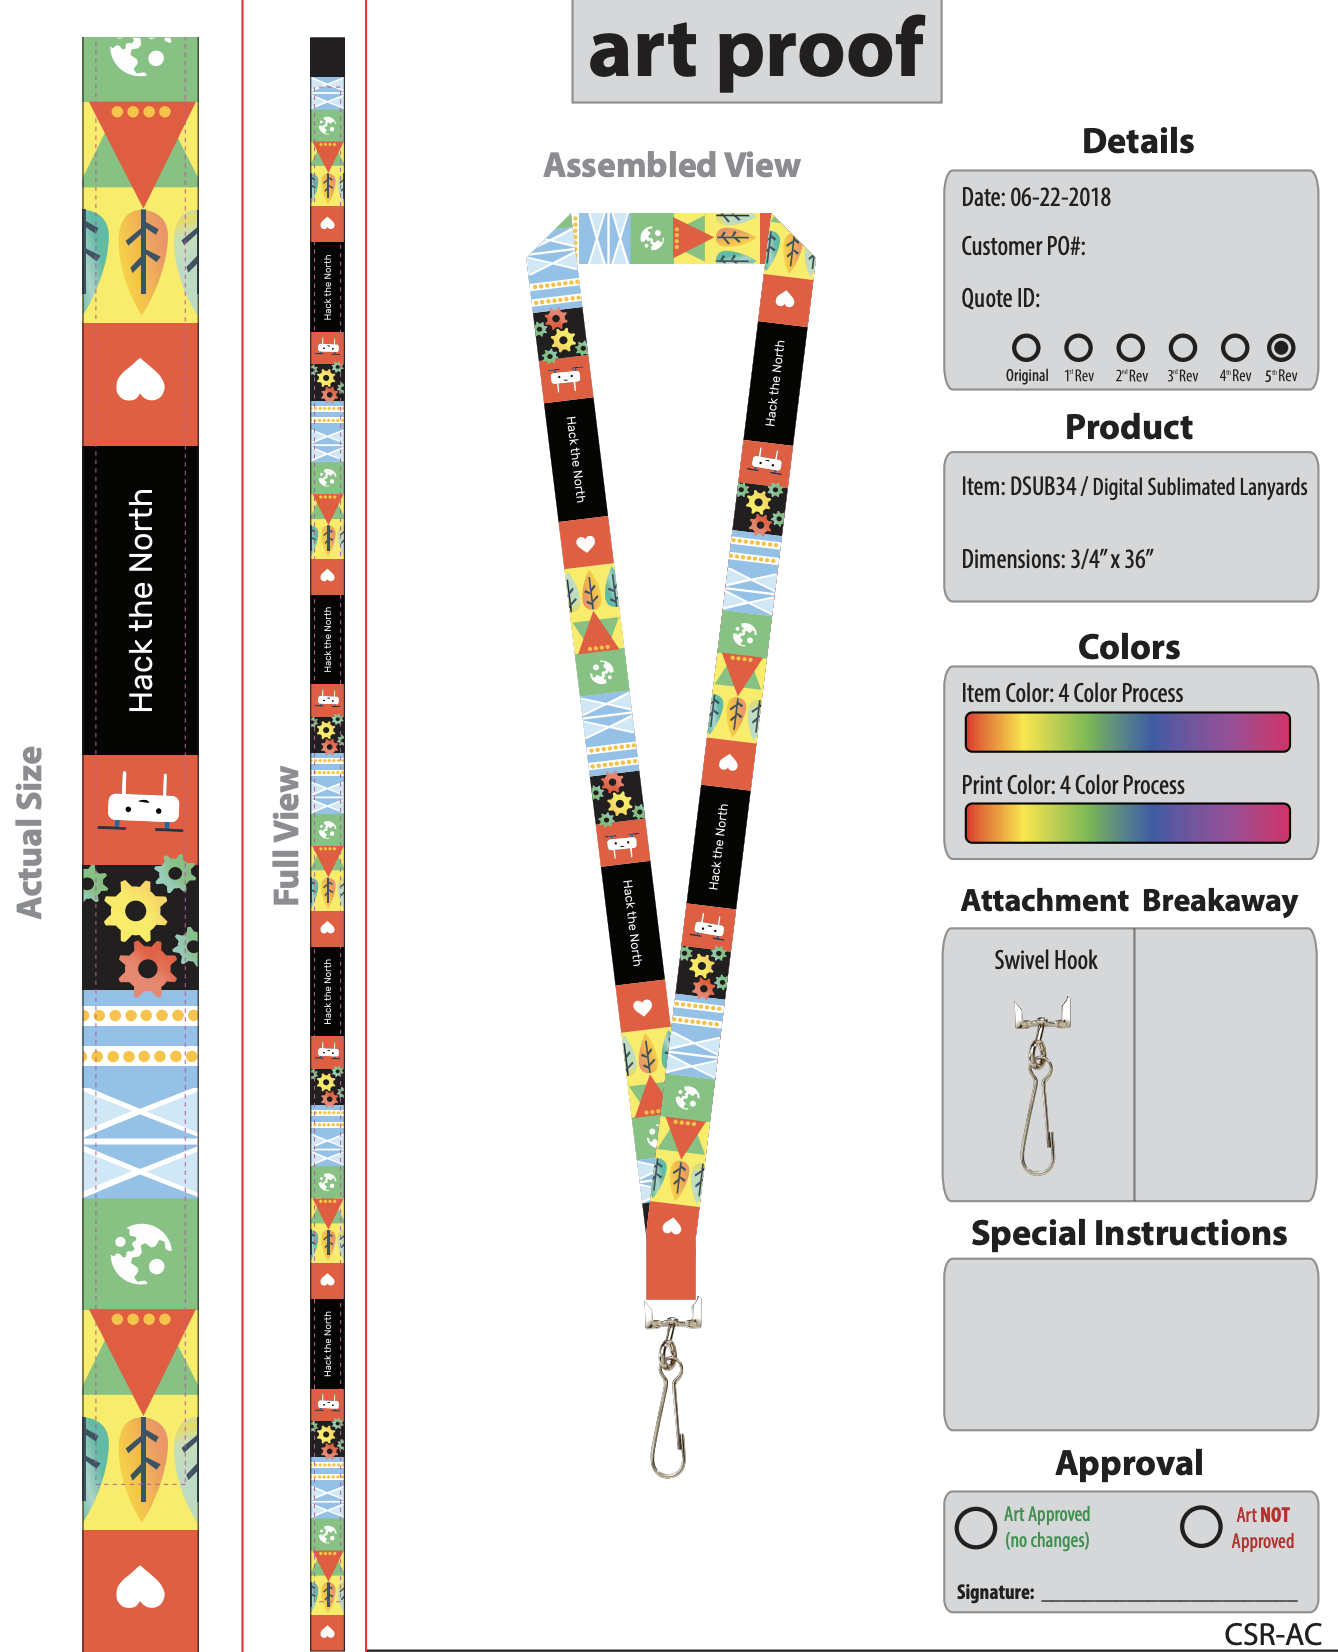 art proof
Actual Size
Hack the North
Full View
Hack the North
Hack the North
Hack the North
Hack the North
Assembled View
Hack the North
Hack the North
Hack the North
Hack the North
Details
Date: 06-22-2018
Customer PO#:
Quote ID:
Original 1st Rev 2nd Rev 3rd Rev 4th Rev 5th Rev
Product
Item: DSUB34 / Digital Sublimated Lanyards
Dimensions: 3/4” x 36”
Colors
Item Color: 4 Color Process
Print Color: 4 Color Process
Attachment Breakaway
Swivel Hook
Special Instructions
Approval
Art Approved
(no changes)
Art NOT
Approved
Signature:
CSR-AC